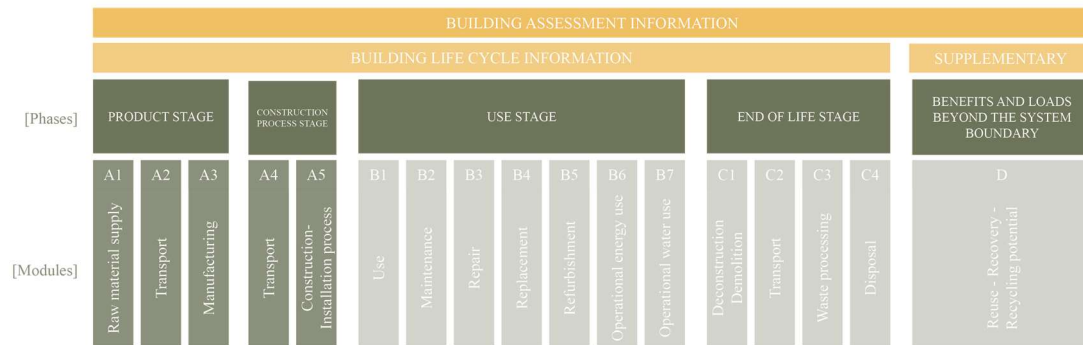 BUILDING ASSESSMENT INFORMATION
BUILDING LIFE CYCLE INFORMATION
SUPPLEMENTARY
[Phases]
PRODUCT STAGE
CONSTRUCTION
PROCESS STAGE
USE STAGE
END OF LIFE STAGE
BENEFITS AND LOADS
BEYOND THE SYSTEM
BOUNDARY
[Modules]
A1
Raw material supply
A2
Transport
A3
Manufacturing
A4
Transport
A5
Construction-
Installation process
B1
Use
B2
Maintenance
B3
Repair
B4
Replacement
B5
Refurbishment
B6
Operational energy use
B7
Operational water use
C1
Deconstruction
Demolition
C2
Transport
C3
Waste processing
C4
Disposal
D
Reuse - Recovery -
Recycling potential